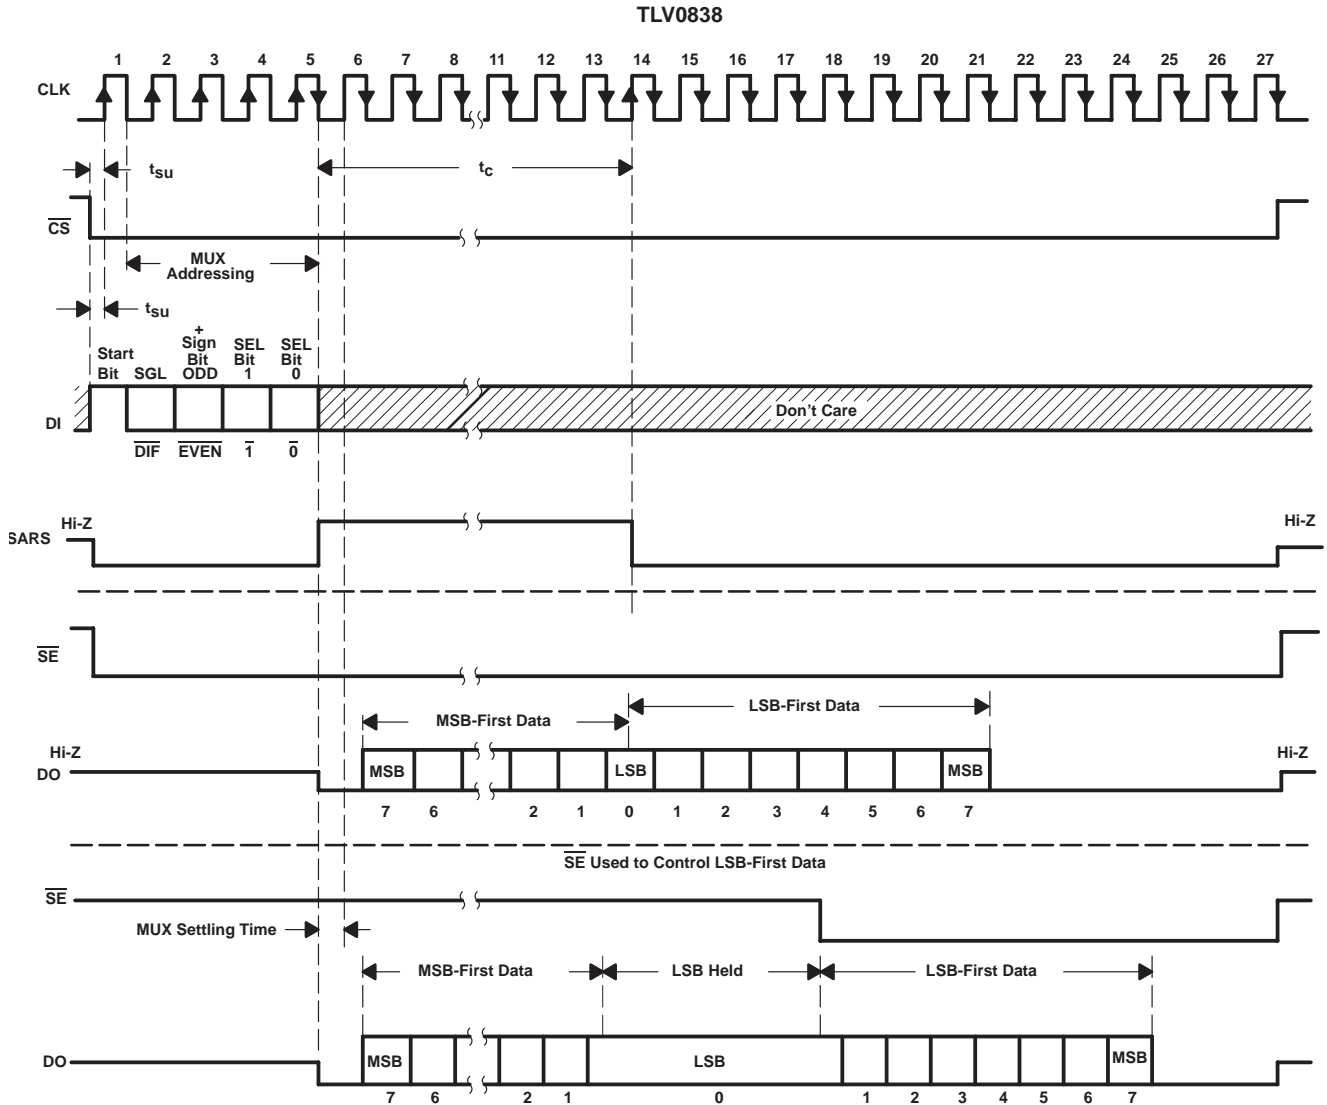 TLV0838
1 2 3 4 5 6 7 8 11 12 13 14 15 16 17 18 19 20 21 22 23 24 25 26 27
CLK
tsu
tc
CS
MUX
Addressing
tsu
+
Sign
Bit
ODD
Start
Bit
SGL
SEL
Bit
1
SEL
Bit
0
DI
Don't Care
DIF EVEN 1 0
Hi-Z
SARS
Hi-Z
SE
MSB-First Data
LSB-First Data
Hi-Z
DO
MSB LSB MSB
Hi-Z
7 6 2 1 0 1 2 3 4 5 6 7
SE Used to Control LSB-First Data
SE
MUX Settling Time
MSB-First Data LSB Held LSB-First Data
DO
MSB LSB MSB
7 6 2 1 0 1 2 3 4 5 6 7